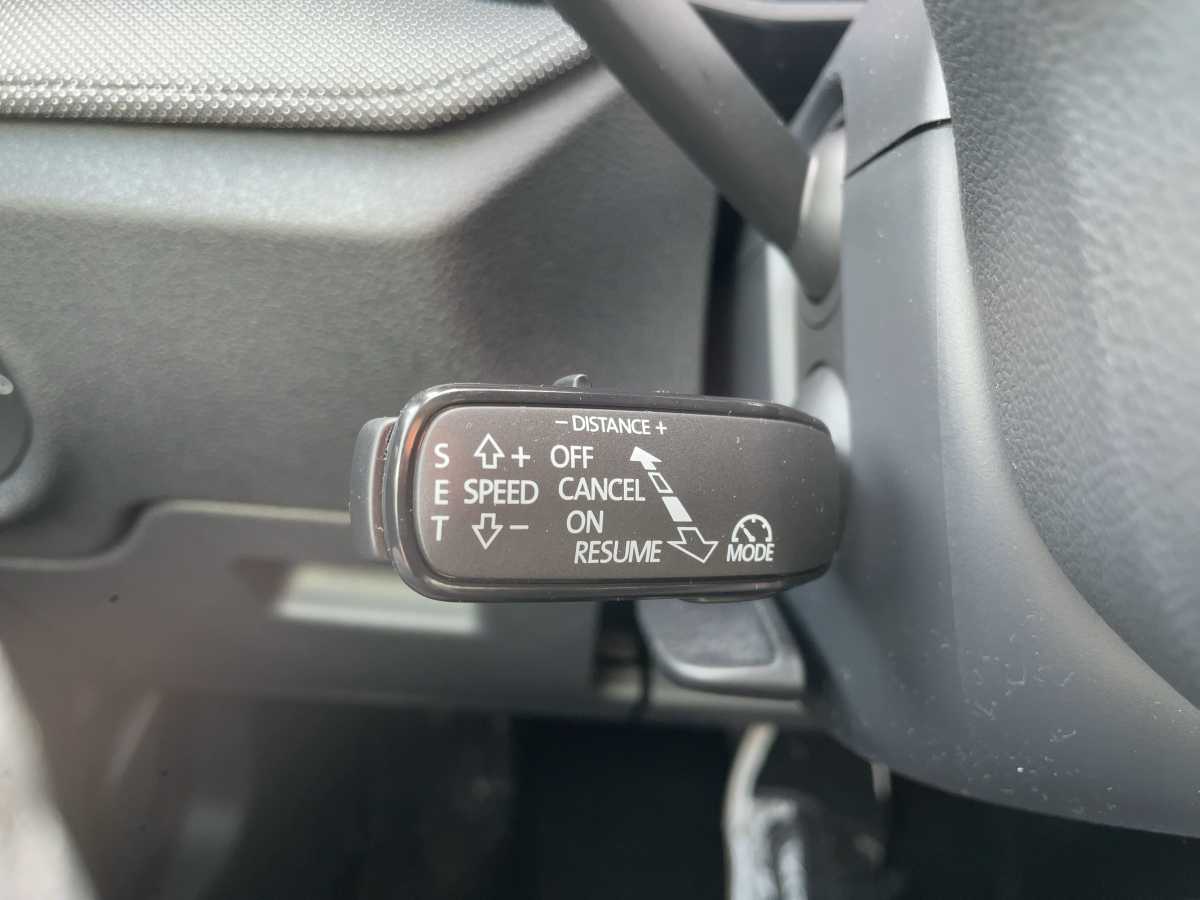 − DISTANCE +
S + OFF
E SPEED CANCEL
T − ON
RESUME MODE